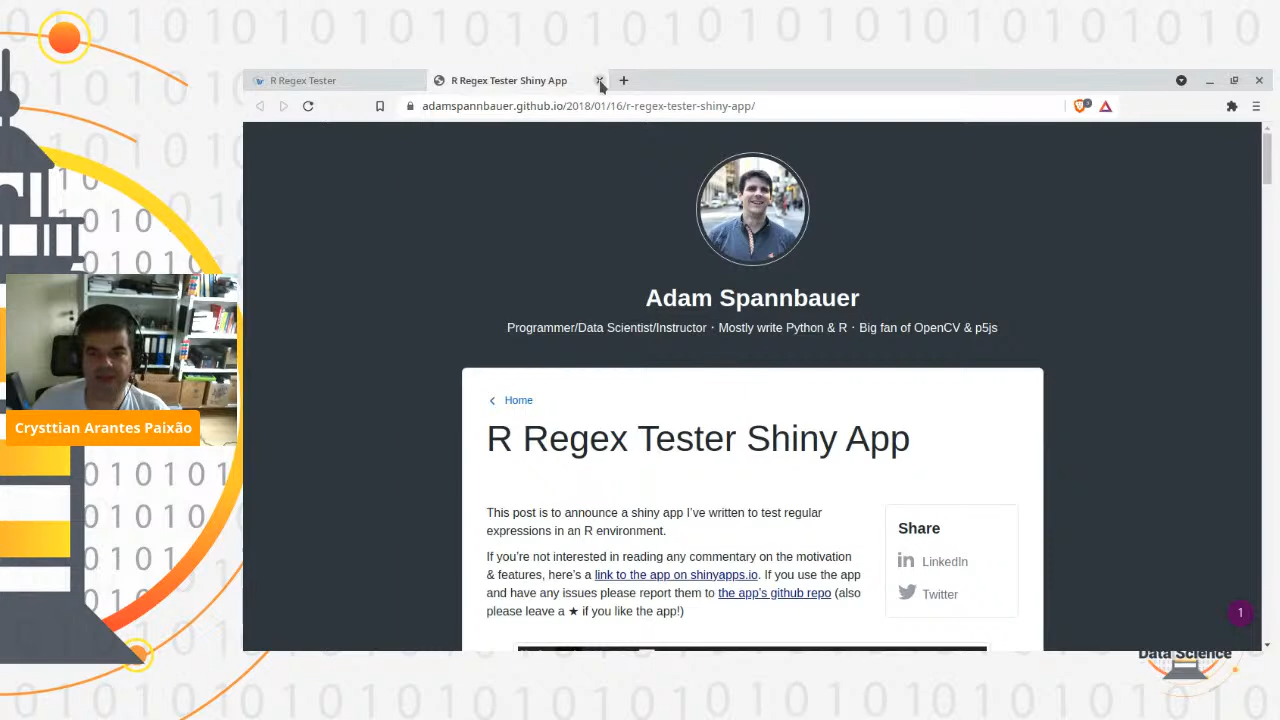 R Regex Tester
R Regex Tester Shiny App
adamspannbauer.github.io/2018/01/16/r-regex-tester-shiny-app/
Adam Spannbauer
Programmer/Data Scientist/Instructor · Mostly write Python & R · Big fan of OpenCV & p5js
Home
R Regex Tester Shiny App
This post is to announce a shiny app I've written to test regular
expressions in an R environment.
If you're not interested in reading any commentary on the motivation
& features, here's a link to the app on shinyapps.io. If you use the app
and have any issues please report them to the app's github repo (also
please leave a ★ if you like the app!)
Share
LinkedIn
Twitter
1
Crysttian Arantes Paixão
Data Science